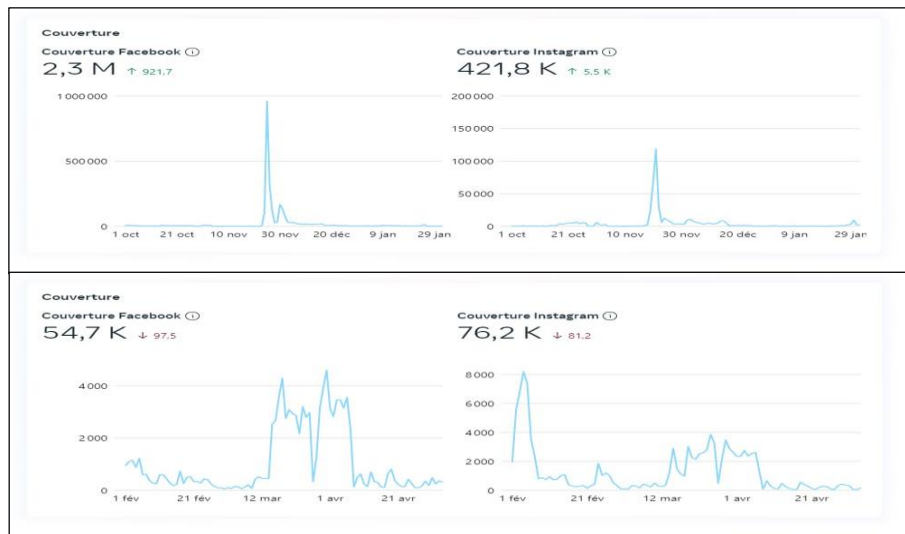 Couverture
Couverture Facebook
2,3 M ↑ 921,7
1 000 000
500 000
0
1 oct 21 oct 10 nov 30 nov 20 déc 9 jan 29 jan
Couverture Instagram
421,8 K ↑ 5,5 K
200 000
150 000
100 000
50 000
0
1 oct 21 oct 10 nov 30 nov 20 déc 9 jan 29 jan
Couverture
Couverture Facebook
54,7 K ↓ 97,5
4 000
2 000
0
1 fév 21 fév 12 mar 1 avr 21 avr
Couverture Instagram
76,2 K ↓ 81,2
8 000
6 000
4 000
2 000
0
1 fév 21 fév 12 mar 1 avr 21 avr